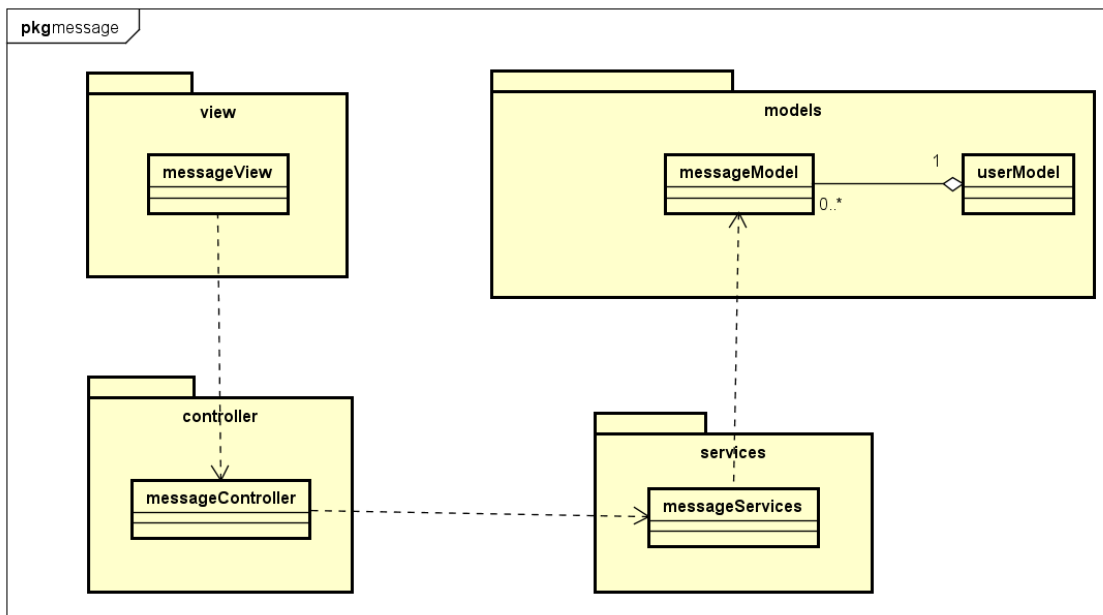 pkgmessage
view
messageView
models
messageModel
1
userModel
0..*
controller
messageController
services
messageServices